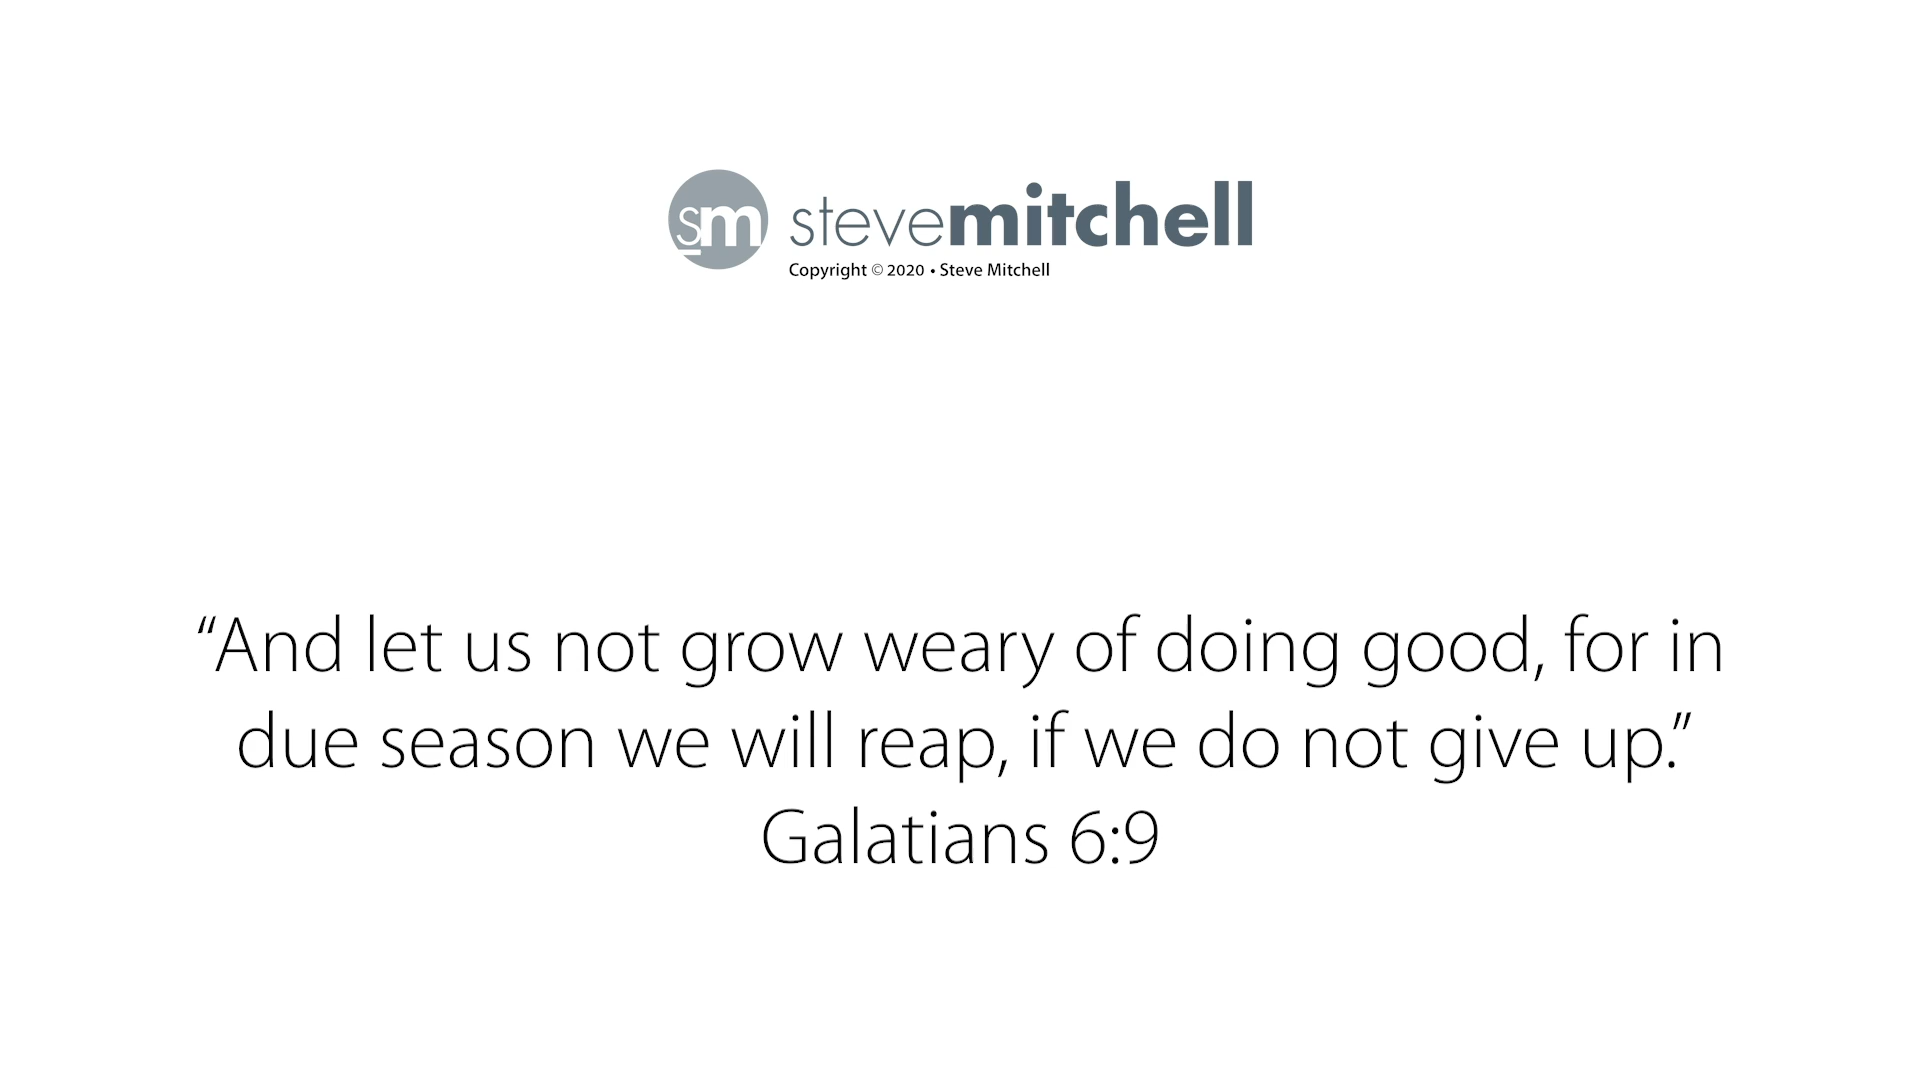 sm stevemitchell
Copyright © 2020 • Steve Mitchell
“And let us not grow weary of doing good, for in
due season we will reap, if we do not give up.”
Galatians 6:9